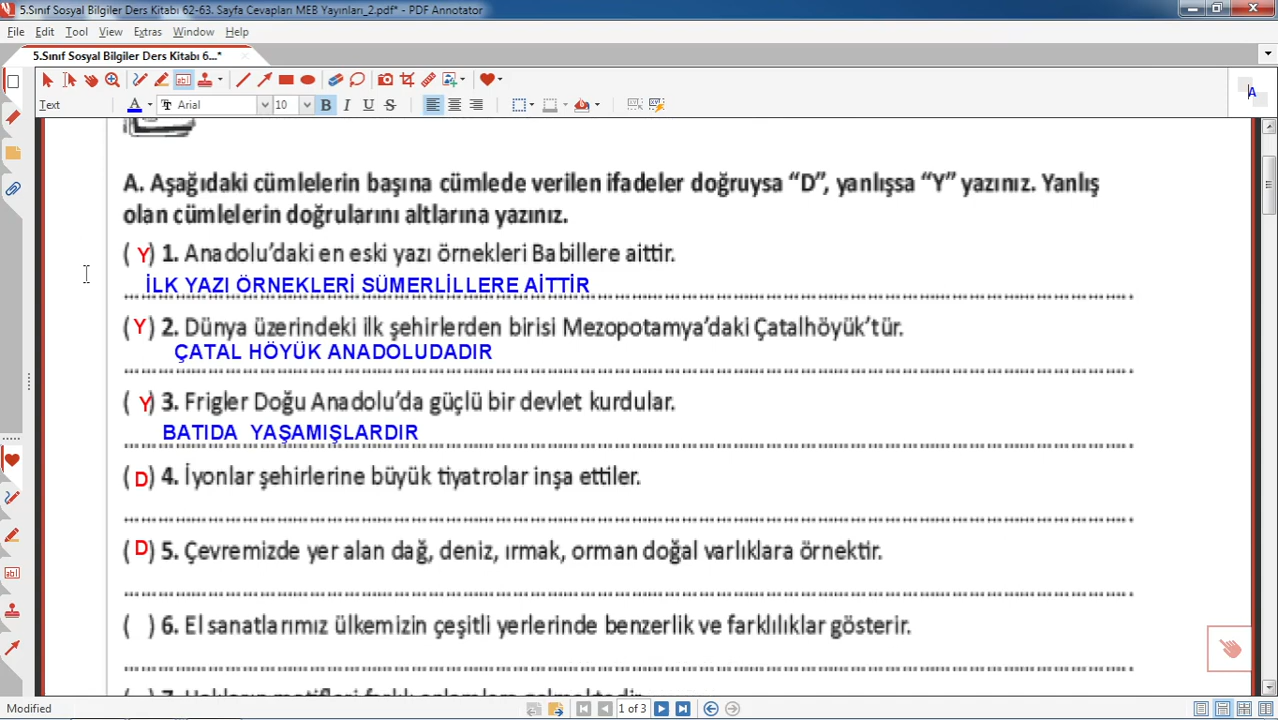 5.Sınıf Sosyal Bilgiler Ders Kitabı 62-63. Sayfa Cevapları MEB Yayınları_2.pdf* - PDF Annotator
File Edit Tool View Extras Window Help
5.Sınıf Sosyal Bilgiler Ders Kitabı 6...*
Text Arial 10 B I U S
A. Aşağıdaki cümlelerin başına cümlede verilen ifadeler doğruysa “D”, yanlışsa “Y” yazınız. Yanlış
olan cümlelerin doğrularını altlarına yazınız.
( Y ) 1. Anadolu’daki en eski yazı örnekleri Babillere aittir.
İLK YAZI ÖRNEKLERİ SÜMERLİLLERE AİTTİR
( Y ) 2. Dünya üzerindeki ilk şehirlerden birisi Mezopotamya’daki Çatalhöyük’tür.
ÇATAL HÖYÜK ANADOLUDADIR
( Y ) 3. Frigler Doğu Anadolu’da güçlü bir devlet kurdular.
BATIDA YAŞAMIŞLARDIR
( D ) 4. İyonlar şehirlerine büyük tiyatrolar inşa ettiler.
( D ) 5. Çevremizde yer alan dağ, deniz, ırmak, orman doğal varlıklara örnektir.
( ) 6. El sanatlarımız ülkemizin çeşitli yerlerinde benzerlik ve farklılıklar gösterir.
Modified 1 of 3